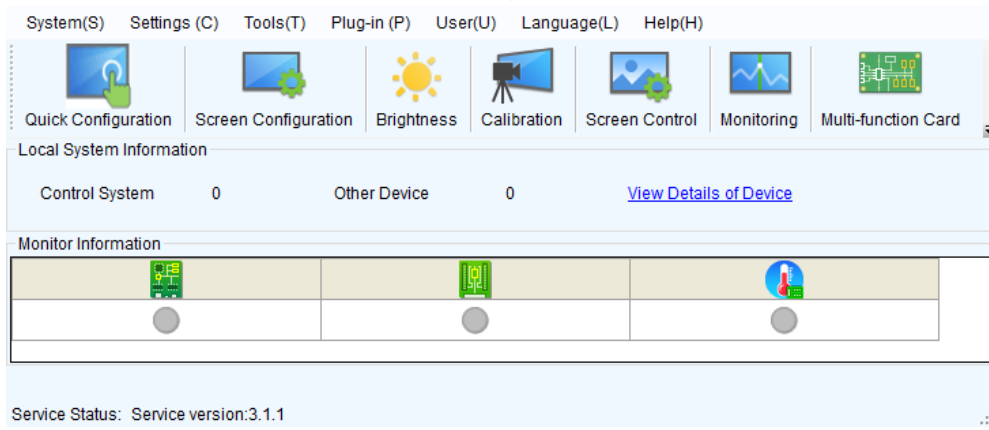 System(S) Settings (C) Tools(T) Plug-in (P) User(U) Language(L) Help(H)
Quick Configuration Screen Configuration Brightness Calibration Screen Control Monitoring Multi-function Card
Local System Information
Control System 0 Other Device 0 View Details of Device
Monitor Information
Service Status: Service version:3.1.1